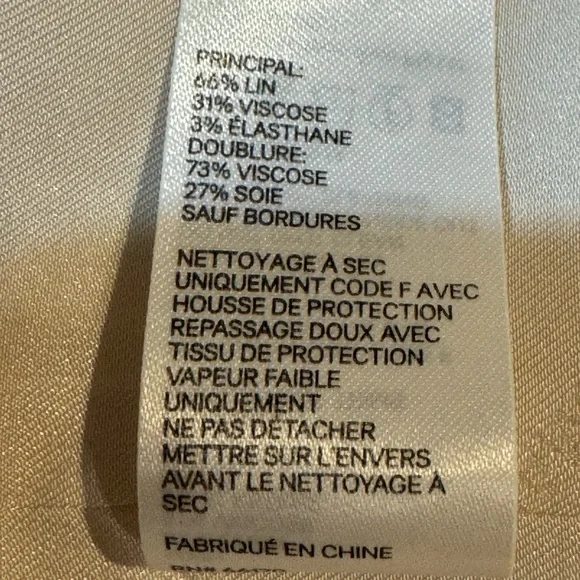 PRINCIPAL:
66% LIN
31% VISCOSE
3% ÉLASTHANE
DOUBLURE:
73% VISCOSE
27% SOIE
SAUF BORDURES
NETTOYAGE À SEC
UNIQUEMENT CODE F AVEC
HOUSSE DE PROTECTION
REPASSAGE DOUX AVEC
TISSU DE PROTECTION
VAPEUR FAIBLE
UNIQUEMENT
NE PAS DÉTACHER
METTRE SUR L'ENVERS
AVANT LE NETTOYAGE À
SEC
FABRIQUÉ EN CHINE